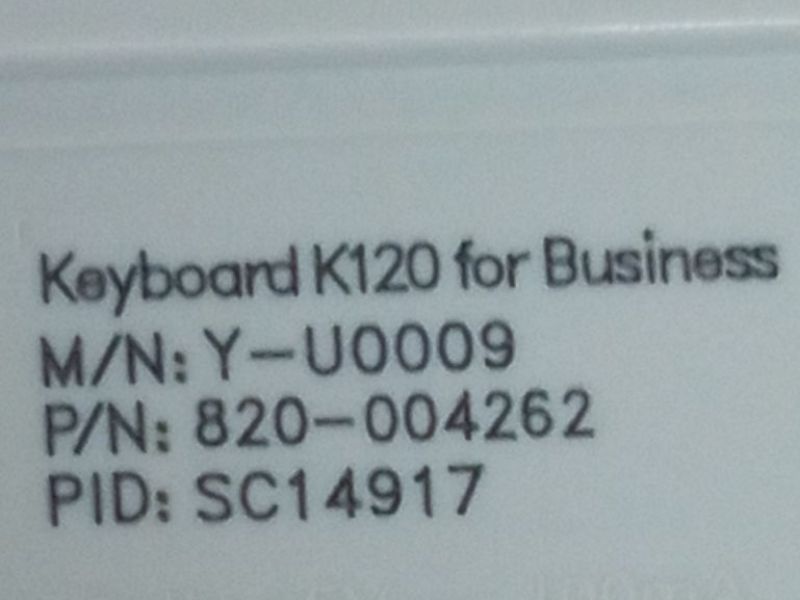 Keyboard K120 for Business
M/N: Y-U0009
P/N: 820-004262
PID: SC14917